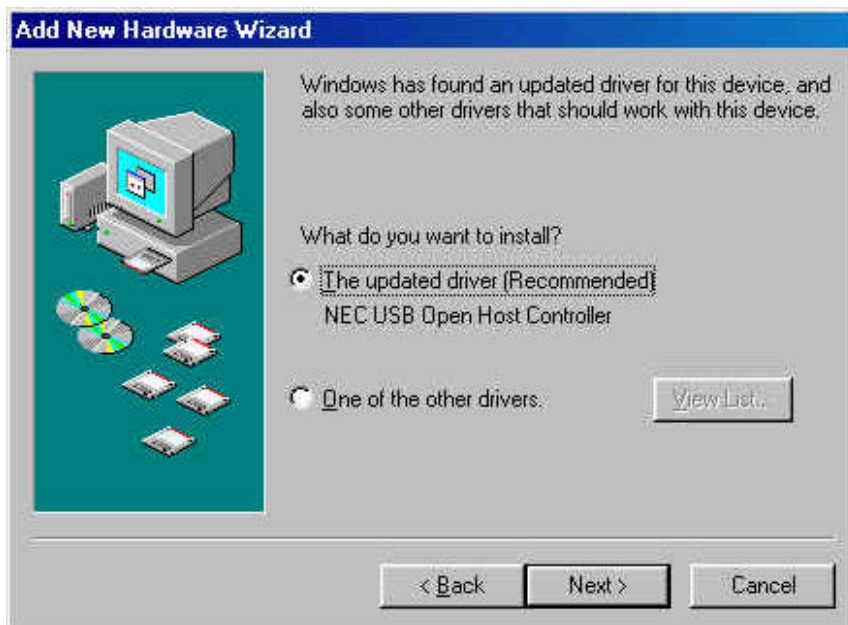 Add New Hardware Wizard
Windows has found an updated driver for this device, and
also some other drivers that should work with this device.
What do you want to install?
The updated driver (Recommended)
NEC USB Open Host Controller
One of the other drivers.
View List..
< Back
Next >
Cancel